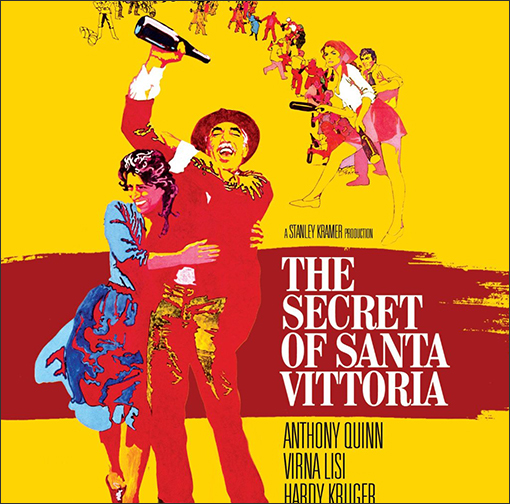 A STANLEY KRAMER PRODUCTION
THE
SECRET
OF SANTA
VITTORIA
ANTHONY QUINN
VIRNA LISI
HARDY KRUGER